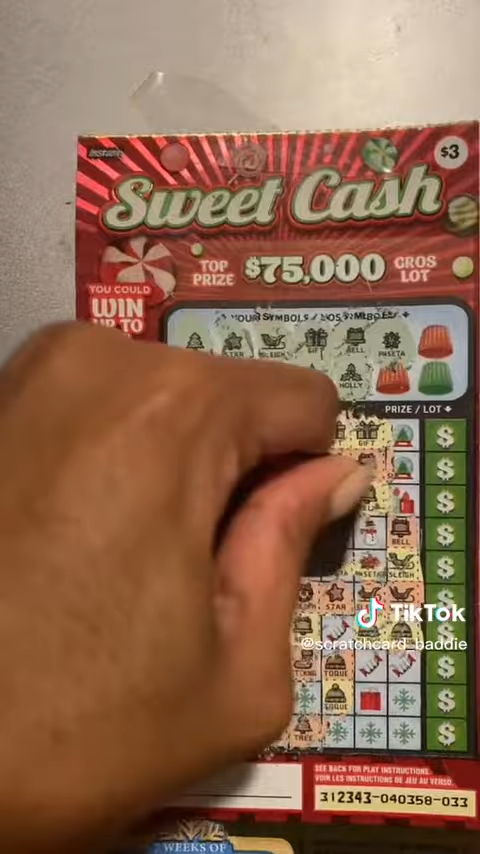 $3
Sweet Cash
TOP PRIZE $75,000 GROS LOT
YOU COULD
WIN
UP TO
YOUR SYMBOLS / VOS SYMBOLES
STAR SLEIGH GIFT BELL PNSETA
HOLLY
PRIZE / LOT
GIFT $
$
$
BELL $
PNSETA SLEIGH $
STAR
TikTok
@scratchcard_baddie
TOQUE $
TOQUE $
TREE $
SEE BACK FOR PLAY INSTRUCTIONS.
VOIR LES INSTRUCTIONS DE JEU AU VERSO.
312343-040358-033
WEEKS OF